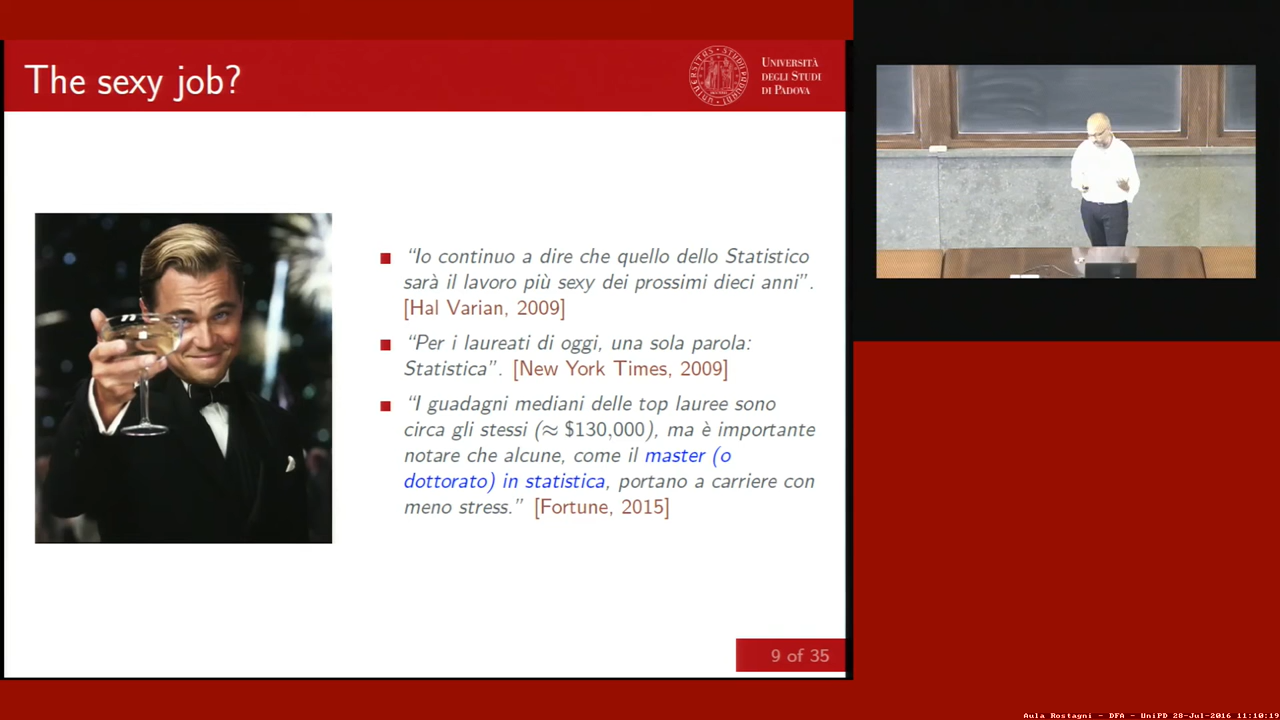 The sexy job?
UNIVERSITÀ
DEGLI STUDI
DI PADOVA
“Io continuo a dire che quello dello Statistico
sarà il lavoro più sexy dei prossimi dieci anni”.
[Hal Varian, 2009]
“Per i laureati di oggi, una sola parola:
Statistica”. [New York Times, 2009]
“I guadagni mediani delle top lauree sono
circa gli stessi (≈ $130,000), ma è importante
notare che alcune, come il master (o
dottorato) in statistica, portano a carriere con
meno stress.” [Fortune, 2015]
9 of 35
Aula Rostagni - DFA - UniPD 28-Jul-2016 11:10:19